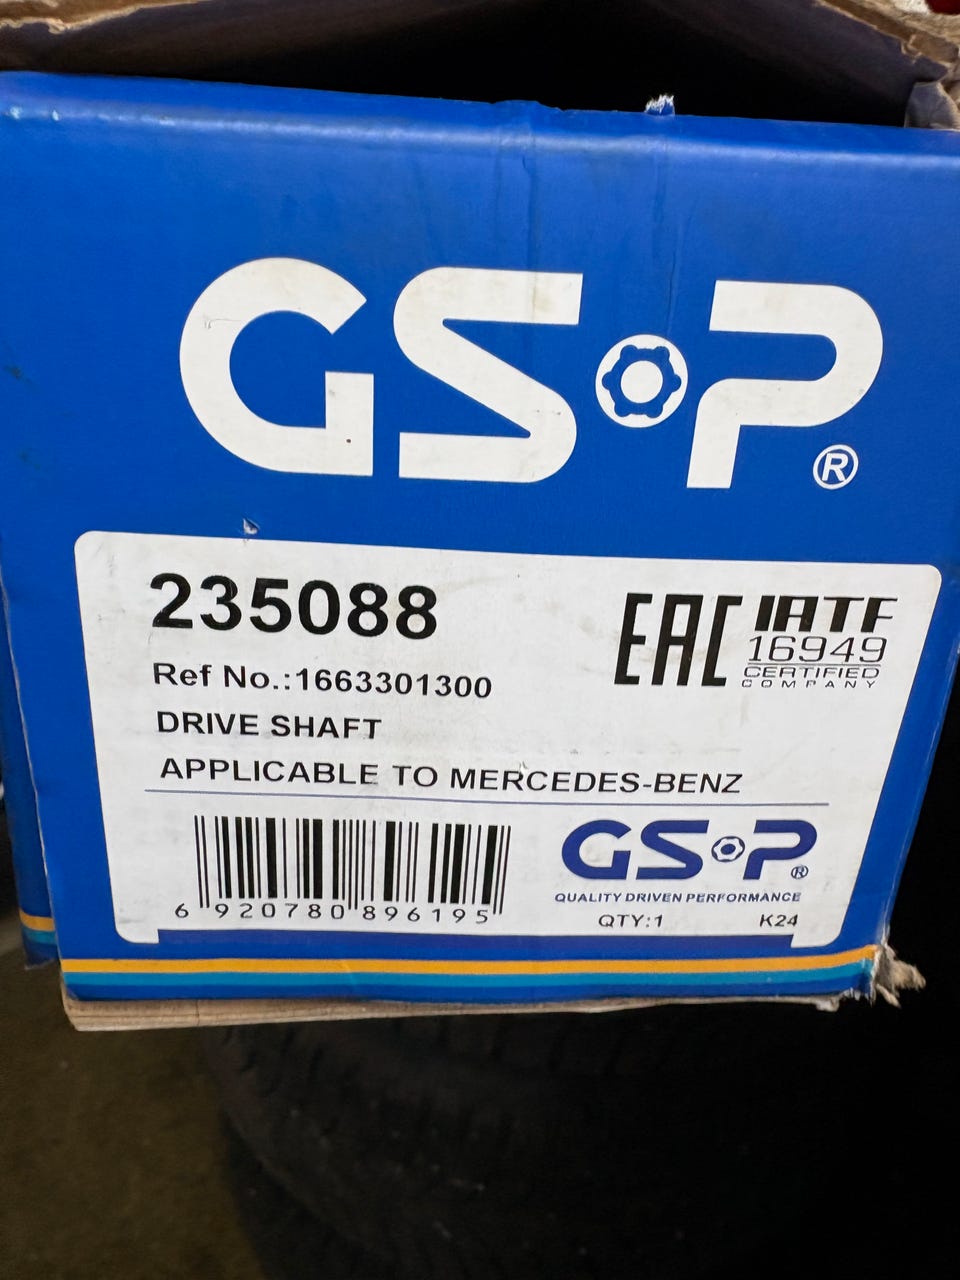 GSP®
235088
EAC
IATF
16949
CERTIFIED
COMPANY
Ref No.:1663301300
DRIVE SHAFT
APPLICABLE TO MERCEDES-BENZ
6 920780 896195
GSP®
QUALITY DRIVEN PERFORMANCE
QTY:1 K24